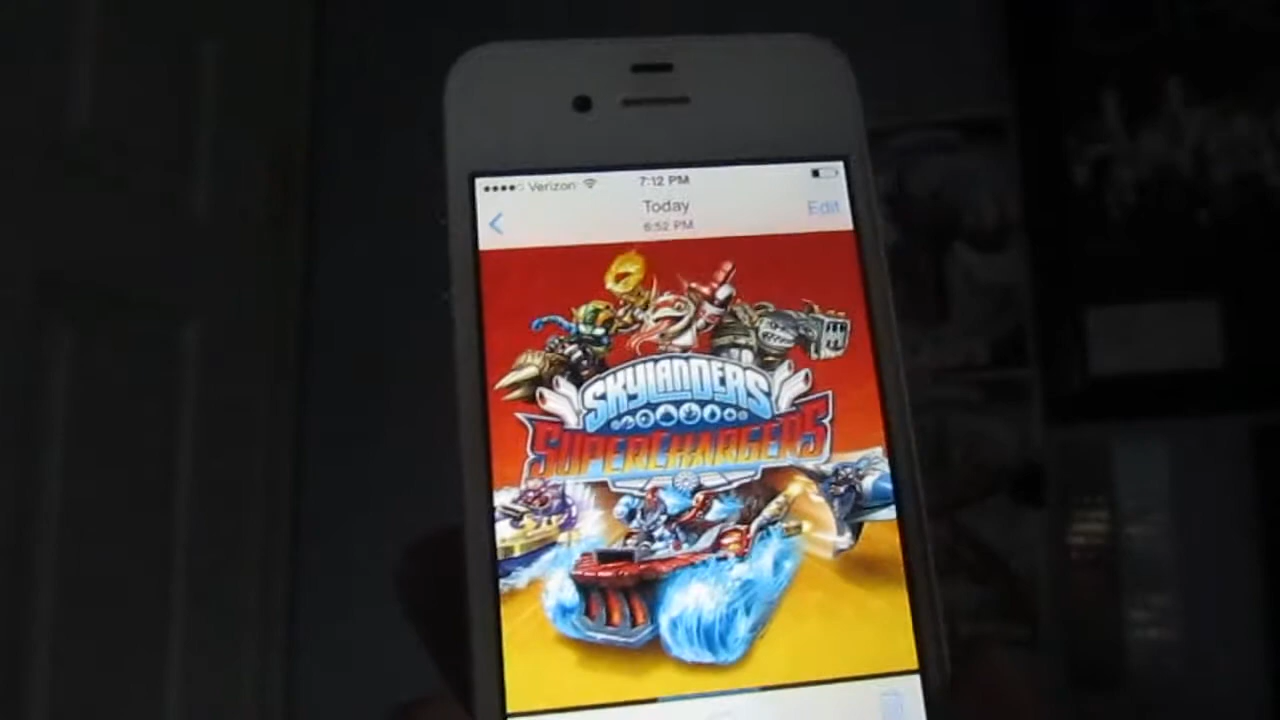 Verizon
7:12 PM
Today
6:52 PM
Edit
SKYLANDERS
SUPERCHARGERS